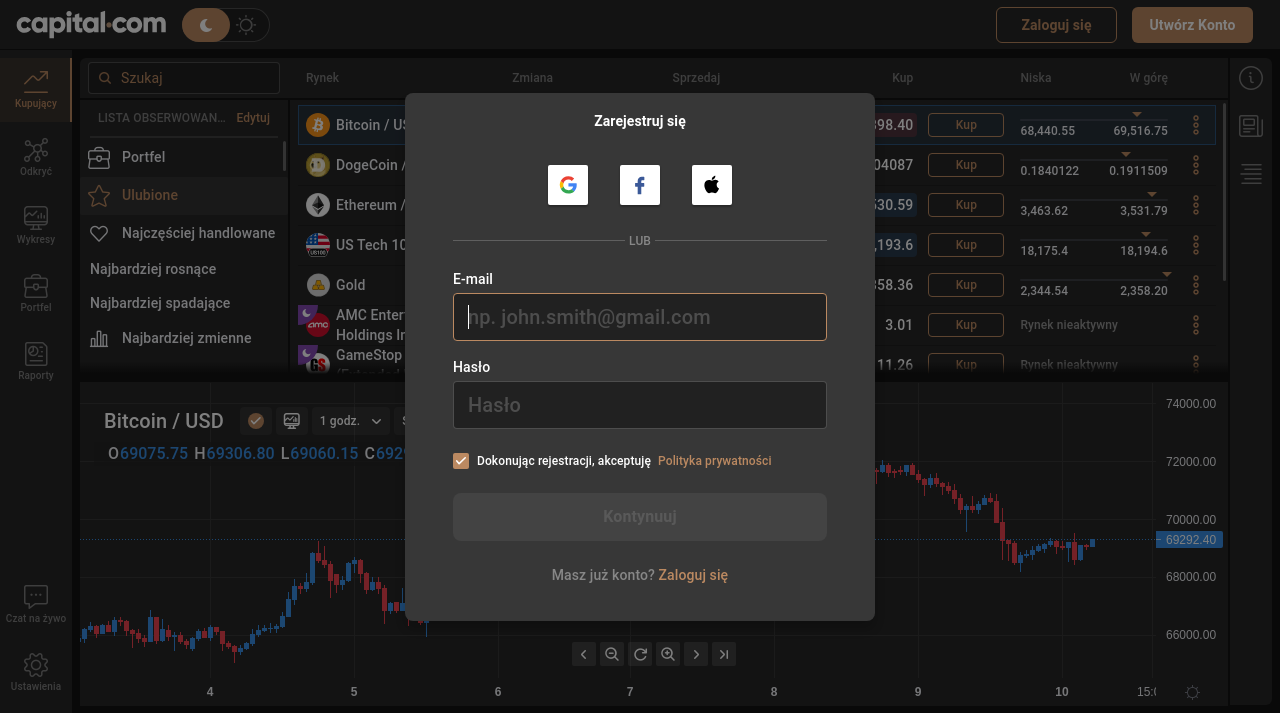 capital.com
Zaloguj się
Utwórz Konto
Kupujący
Odkryć
Wykresy
Portfel
Raporty
Czat na żywo
Ustawienia
Szukaj
LISTA OBSERWOWAN... Edytuj
Portfel
Ulubione
Najczęściej handlowane
Najbardziej rosnące
Najbardziej spadające
Najbardziej zmienne
Rynek Zmiana Sprzedaj Kup Niska W górę
Bitcoin / US 98.40 Kup 68,440.55 69,516.75
DogeCoin / 04087 Kup 0.1840122 0.1911509
Ethereum / 530.59 Kup 3,463.62 3,531.79
US Tech 10 ,193.6 Kup 18,175.4 18,194.6
Gold 358.36 Kup 2,344.54 2,358.20
AMC Enter
Holdings In 3.01 Kup Rynek nieaktywny
GameStop 11.26 Kup Rynek nieaktywny
Zarejestruj się
LUB
E-mail
np. john.smith@gmail.com
Hasło
Hasło
Dokonując rejestracji, akceptuję Polityka prywatności
Kontynuuj
Masz już konto? Zaloguj się
Bitcoin / USD 1 godz.
O69075.75 H69306.80 L69060.15 C6929
74000.00
72000.00
70000.00
69292.40
68000.00
66000.00
4 5 6 7 8 9 10 15:0